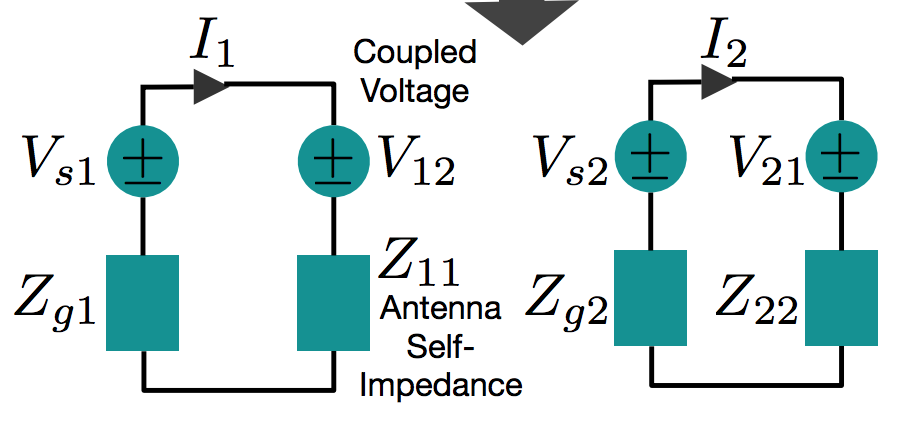 I1
I2
Coupled
Voltage
Vs1
V12
Vs2
V21
Zg1
Z11
Antenna
Self-
Impedance
Zg2
Z22